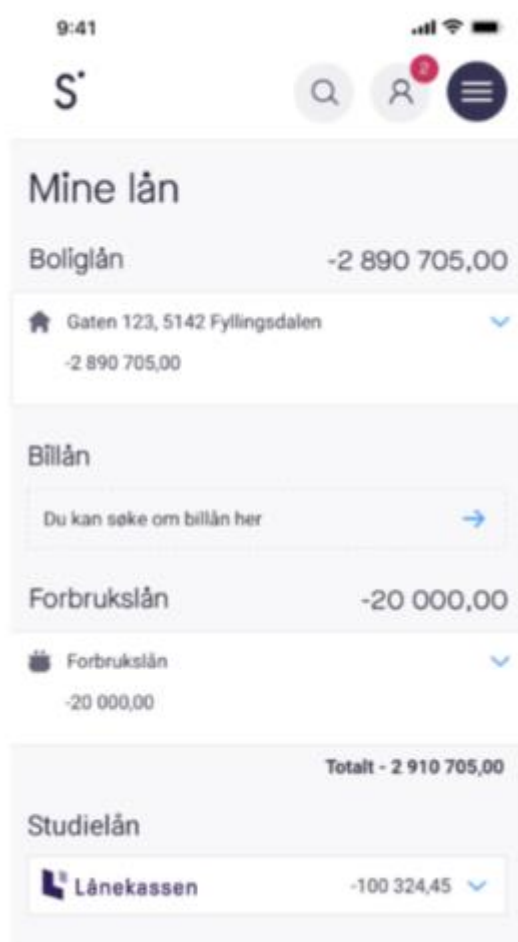 9:41
S
2
Mine lån
Boliglån -2 890 705,00
Gaten 123, 5142 Fyllingsdalen
-2 890 705,00
Billån
Du kan søke om billån her
Forbrukslån -20 000,00
Forbrukslån
-20 000,00
Totalt - 2 910 705,00
Studielån
Lånekassen -100 324,45